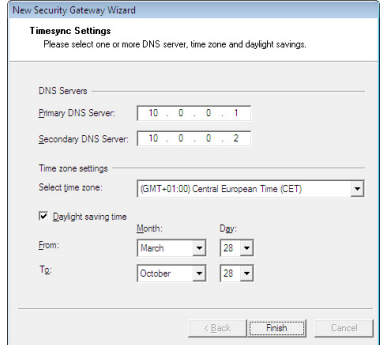 New Security Gateway Wizard
Timesync Settings
Please select one or more DNS server, time zone and daylight savings.
DNS Servers
Primary DNS Server: 10 . 0 . 0 . 1
Secondary DNS Server: 10 . 0 . 0 . 2
Time zone settings
Select time zone: (GMT+01:00) Central European Time (CET)
Daylight saving time
Month: Day:
From: March 28
To: October 28
< Back Finish Cancel